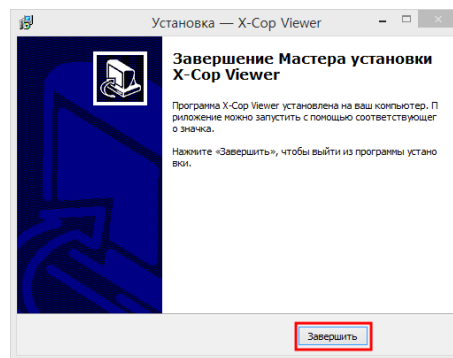 Установка — X-Cop Viewer
Завершение Мастера установки
X-Cop Viewer
Программа X-Cop Viewer установлена на ваш компьютер. П
риложение можно запустить с помощью соответствующег
о значка.
Нажмите «Завершить», чтобы выйти из программы устано
вки.
Завершить